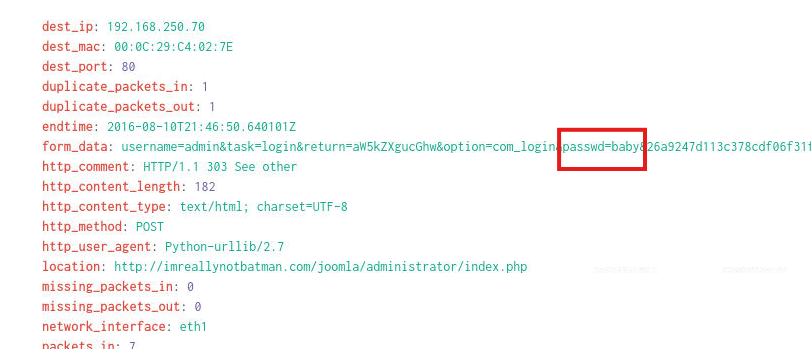 dest_ip: 192.168.250.70
dest_mac: 00:0C:29:C4:02:7E
dest_port: 80
duplicate_packets_in: 1
duplicate_packets_out: 1
endtime: 2016-08-10T21:46:50.640101Z
form_data: username=admin&task=login&return=aW5kZXgucGhw&option=com_login&passwd=baby&26a9247d113c378cdf06f31f
http_comment: HTTP/1.1 303 See other
http_content_length: 182
http_content_type: text/html; charset=UTF-8
http_method: POST
http_user_agent: Python-urllib/2.7
location: http://imreallynotbatman.com/joomla/administrator/index.php
missing_packets_in: 0
missing_packets_out: 0
network_interface: eth1
packets_in: 7